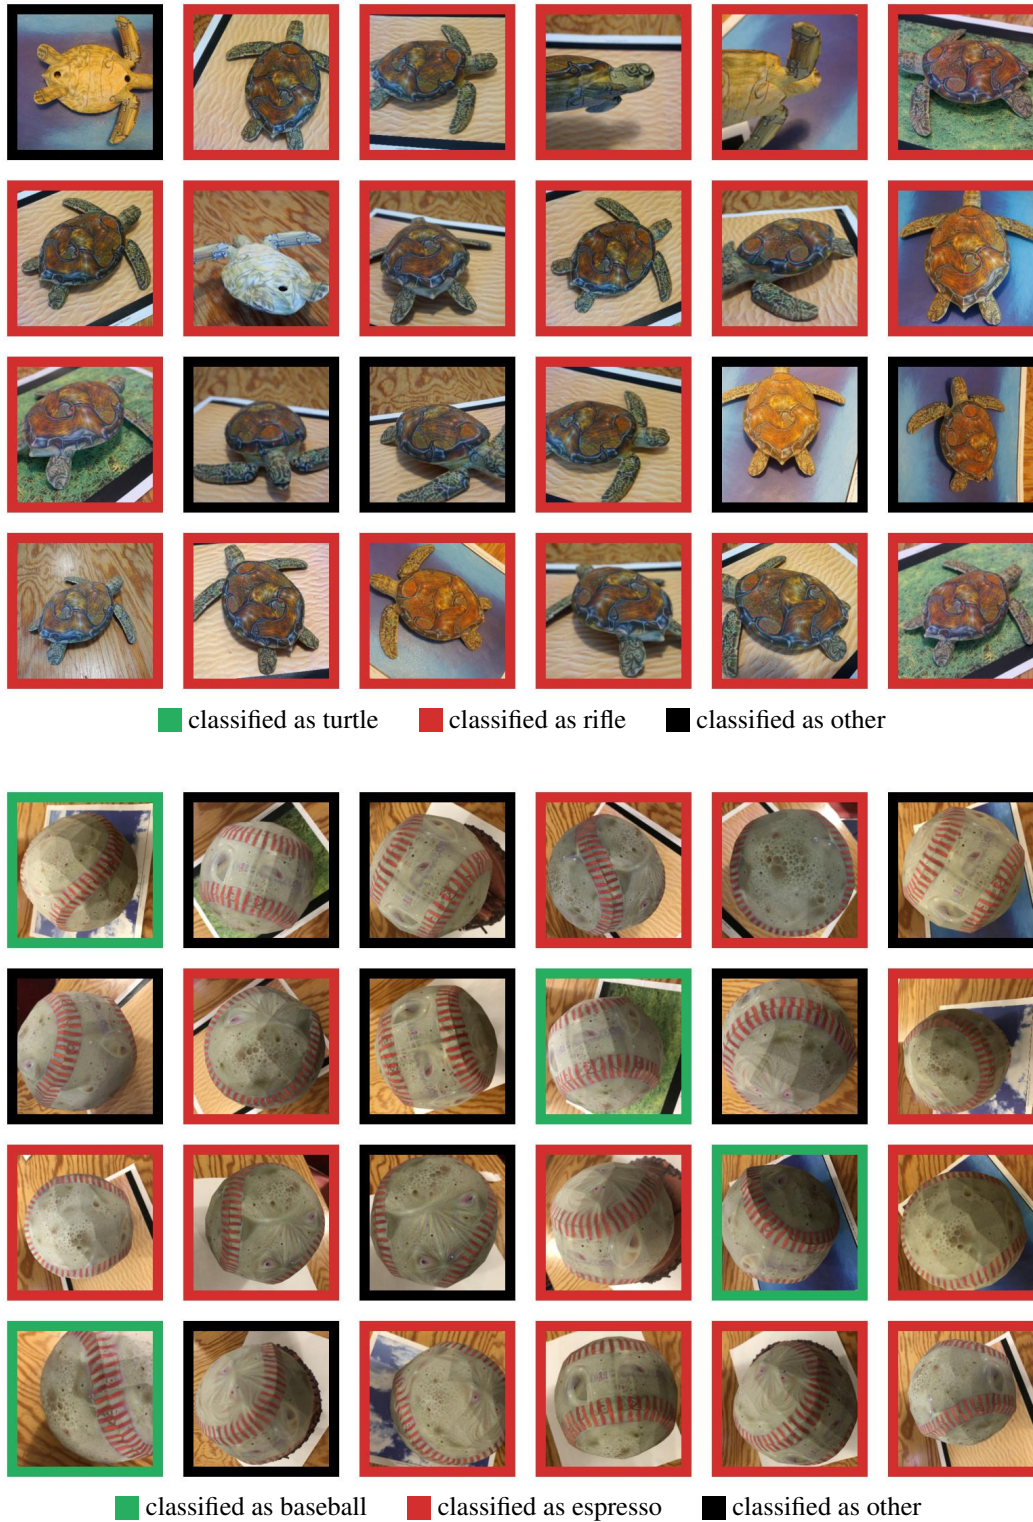 classified as turtle classified as rifle classified as other
classified as baseball classified as espresso classified as other